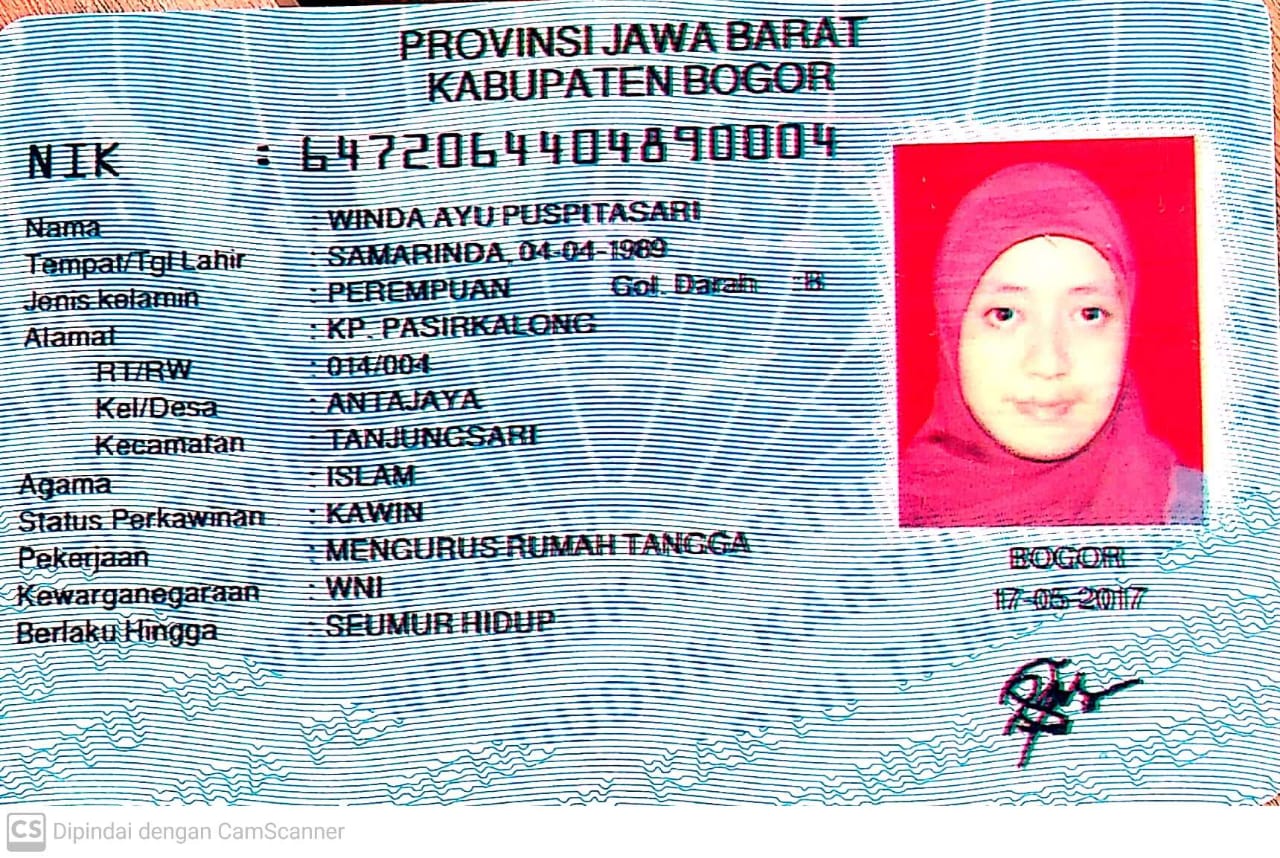 PROVINSI JAWA BARAT
KABUPATEN BOGOR
NIK : 6472064404890004
Nama : WINDA AYU PUSPITASARI
Tempat/Tgl Lahir : SAMARINDA, 04-04-1989
Jenis kelamin : PEREMPUAN Gol. Darah : B
Alamat : KP. PASIRKALONG
RT/RW : 014/004
Kel/Desa : ANTAJAYA
Kecamatan : TANJUNGSARI
Agama : ISLAM
Status Perkawinan : KAWIN
Pekerjaan : MENGURUS RUMAH TANGGA
Kewarganegaraan : WNI
Berlaku Hingga : SEUMUR HIDUP
BOGOR
17-05-2017
CS Dipindai dengan CamScanner